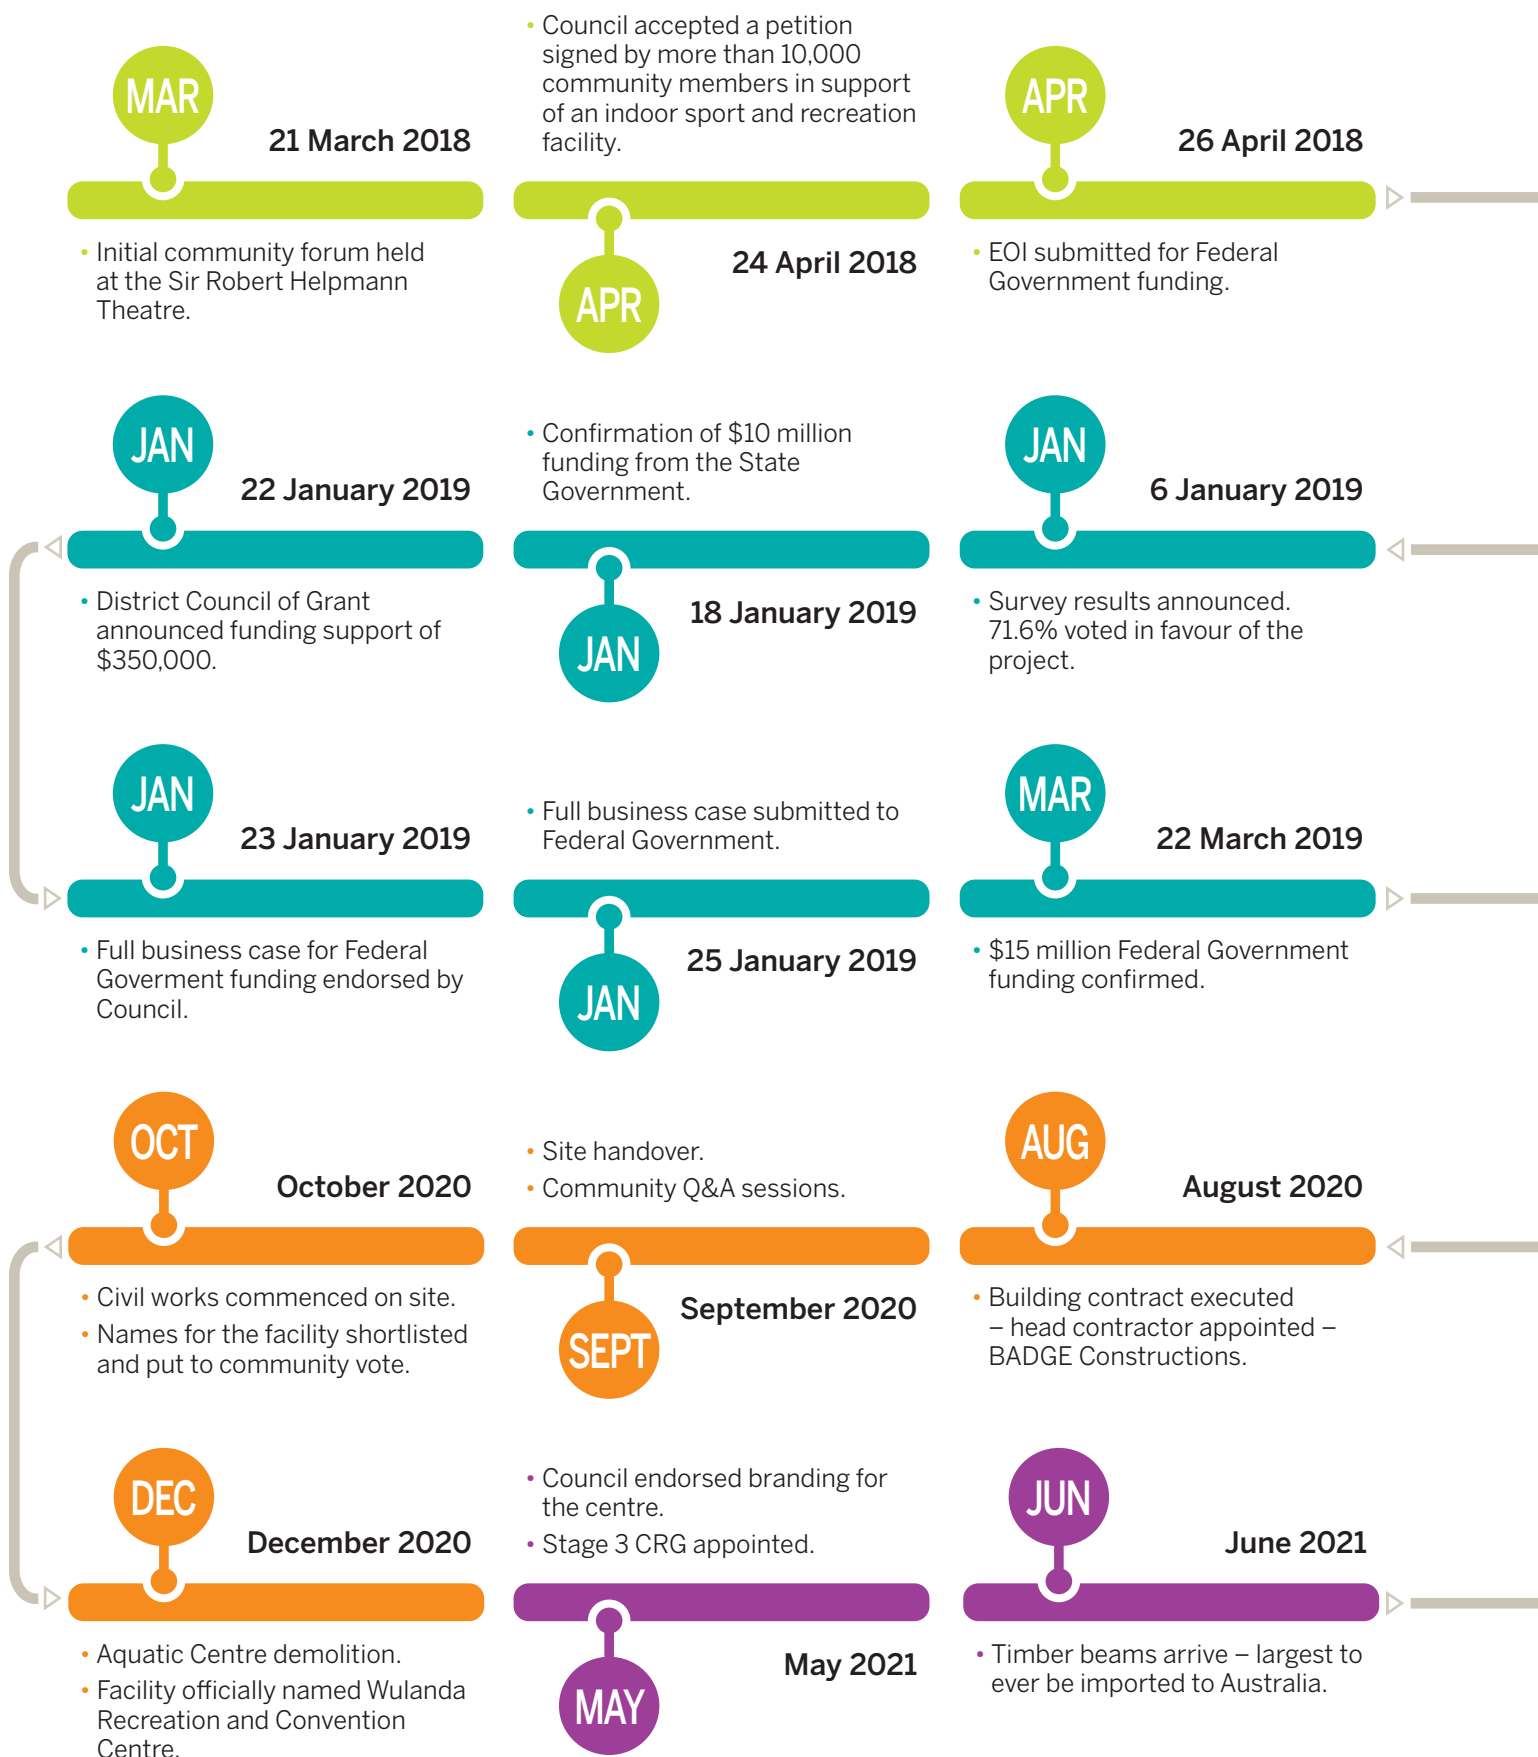 MAR
21 March 2018
• Initial community forum held
at the Sir Robert Helpmann
Theatre.
• Council accepted a petition
signed by more than 10,000
community members in support
of an indoor sport and recreation
facility.
24 April 2018
APR
APR
26 April 2018
• EOI submitted for Federal
Government funding.
JAN
22 January 2019
• District Council of Grant
announced funding support of
$350,000.
• Confirmation of $10 million
funding from the State
Government.
18 January 2019
JAN
JAN
6 January 2019
• Survey results announced.
71.6% voted in favour of the
project.
JAN
23 January 2019
• Full business case for Federal
Goverment funding endorsed by
Council.
• Full business case submitted to
Federal Government.
25 January 2019
JAN
MAR
22 March 2019
• $15 million Federal Government
funding confirmed.
OCT
October 2020
• Civil works commenced on site.
• Names for the facility shortlisted
and put to community vote.
• Site handover.
• Community Q&A sessions.
September 2020
SEPT
AUG
August 2020
• Building contract executed
– head contractor appointed –
BADGE Constructions.
DEC
December 2020
• Aquatic Centre demolition.
• Facility officially named Wulanda
Recreation and Convention
Centre.
• Council endorsed branding for
the centre.
• Stage 3 CRG appointed.
May 2021
MAY
JUN
June 2021
• Timber beams arrive – largest to
ever be imported to Australia.